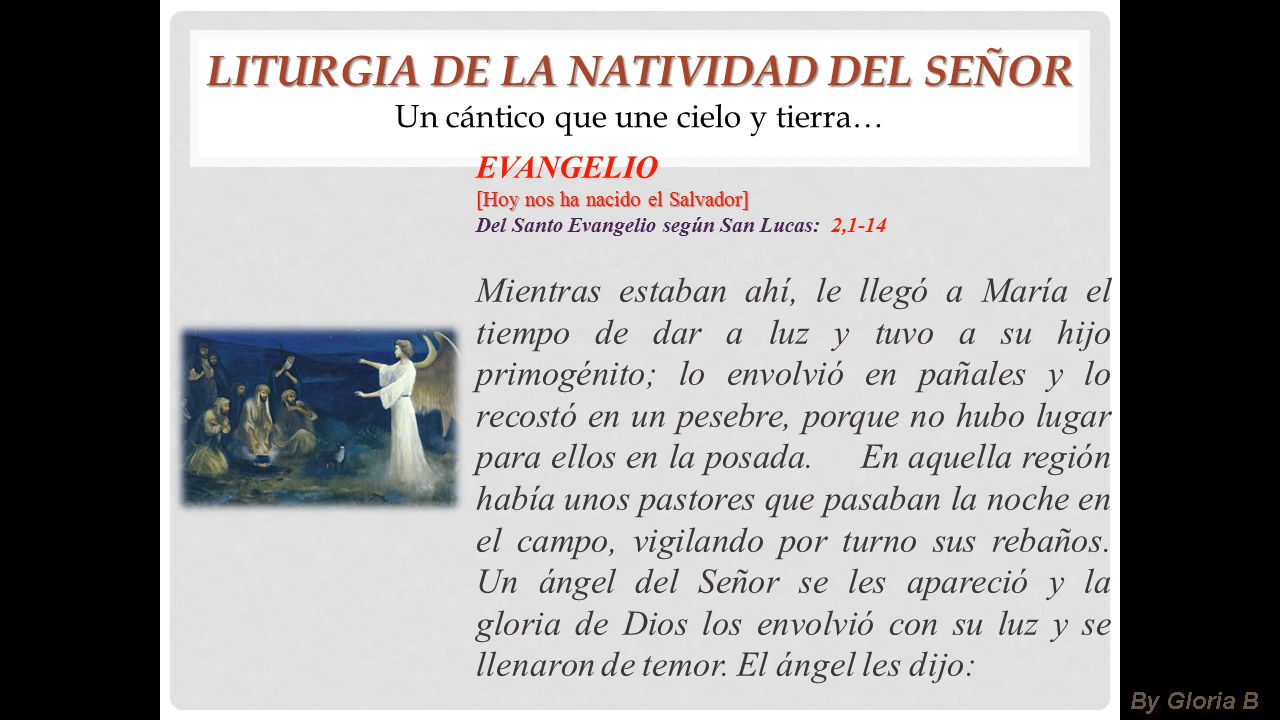 LITURGIA DE LA NATIVIDAD DEL SEÑOR
Un cántico que une cielo y tierra…
EVANGELIO
[Hoy nos ha nacido el Salvador]
Del Santo Evangelio según San Lucas: 2,1-14
Mientras estaban ahí, le llegó a María el
tiempo de dar a luz y tuvo a su hijo
primogénito; lo envolvió en pañales y lo
recostó en un pesebre, porque no hubo lugar
para ellos en la posada. En aquella región
había unos pastores que pasaban la noche en
el campo, vigilando por turno sus rebaños.
Un ángel del Señor se les apareció y la
gloria de Dios los envolvió con su luz y se
llenaron de temor. El ángel les dijo:
By Gloria B